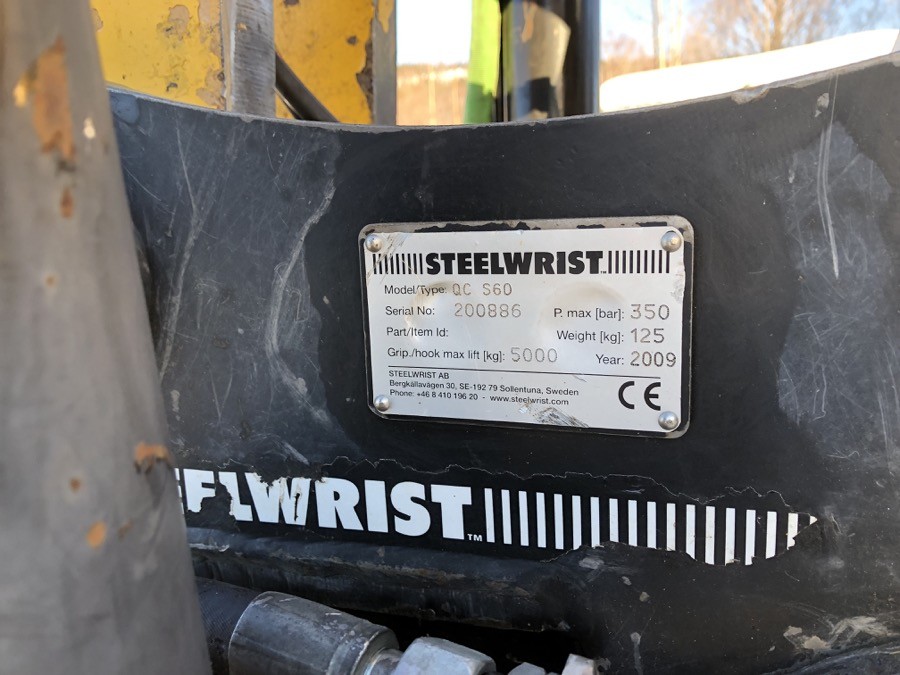 STEELWRIST™
Model/Type: QC S60
Serial No: 200886
P. max [bar]: 350
Part/Item Id:
Weight [kg]: 125
Grip./hook max lift [kg]: 5000
Year: 2009
STEELWRIST AB
Bergkällavägen 30, SE-192 79 Sollentuna, Sweden
Phone: +46 8 410 196 20 - www.steelwrist.com
CE
EELWRIST™